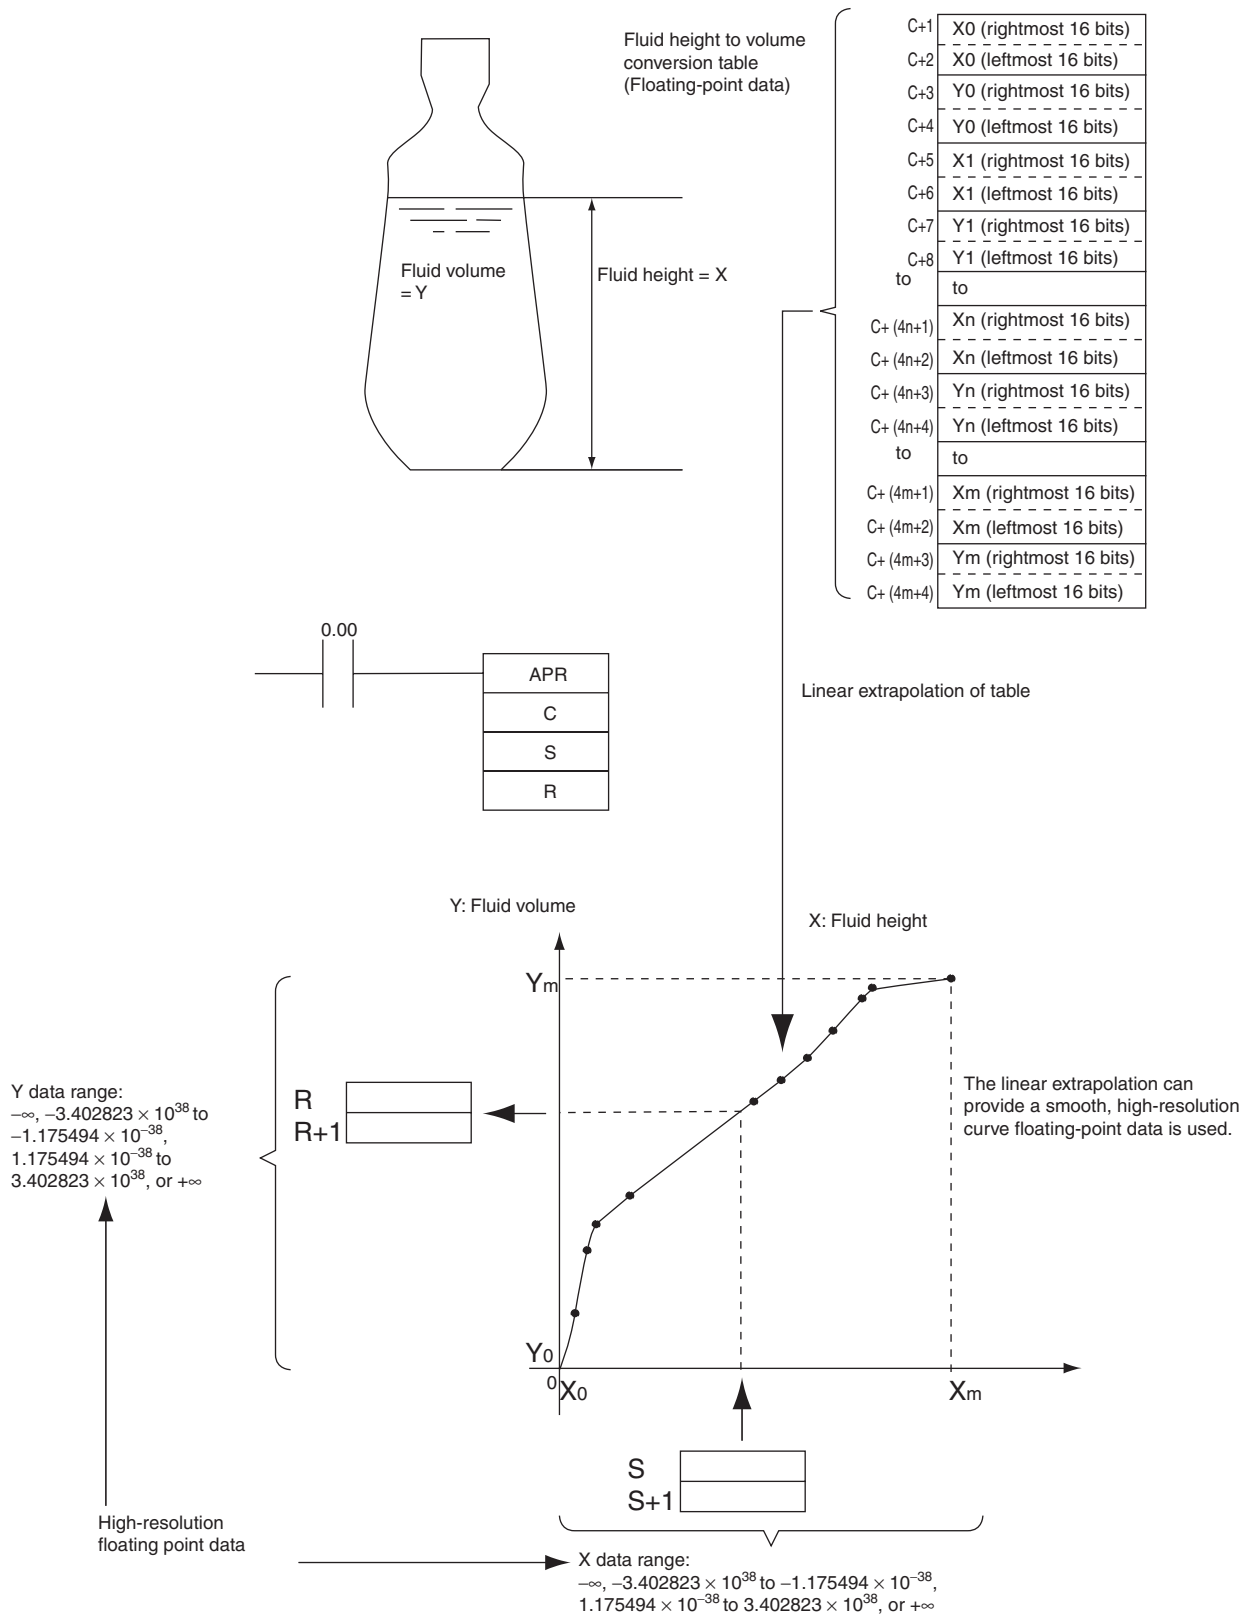 Fluid height to volume
conversion table
(Floating-point data)
C+1 X0 (rightmost 16 bits)
C+2 X0 (leftmost 16 bits)
C+3 Y0 (rightmost 16 bits)
C+4 Y0 (leftmost 16 bits)
C+5 X1 (rightmost 16 bits)
C+6 X1 (leftmost 16 bits)
C+7 Y1 (rightmost 16 bits)
C+8 Y1 (leftmost 16 bits)
to to
C+ (4n+1) Xn (rightmost 16 bits)
C+ (4n+2) Xn (leftmost 16 bits)
C+ (4n+3) Yn (rightmost 16 bits)
C+ (4n+4) Yn (leftmost 16 bits)
to to
C+ (4m+1) Xm (rightmost 16 bits)
C+ (4m+2) Xm (leftmost 16 bits)
C+ (4m+3) Ym (rightmost 16 bits)
C+ (4m+4) Ym (leftmost 16 bits)
Fluid volume
= Y
Fluid height = X
0.00
APR
C
S
R
Linear extrapolation of table
Y: Fluid volume
X: Fluid height
Ym
Y data range:
−∞, −3.402823 × 10^38 to
−1.175494 × 10^−38,
1.175494 × 10^−38 to
3.402823 × 10^38, or +∞
R
R+1
The linear extrapolation can
provide a smooth, high-resolution
curve floating-point data is used.
Y0
0
X0
Xm
S
S+1
High-resolution
floating point data
X data range:
−∞, −3.402823 × 10^38 to −1.175494 × 10^−38,
1.175494 × 10^−38 to 3.402823 × 10^38, or +∞